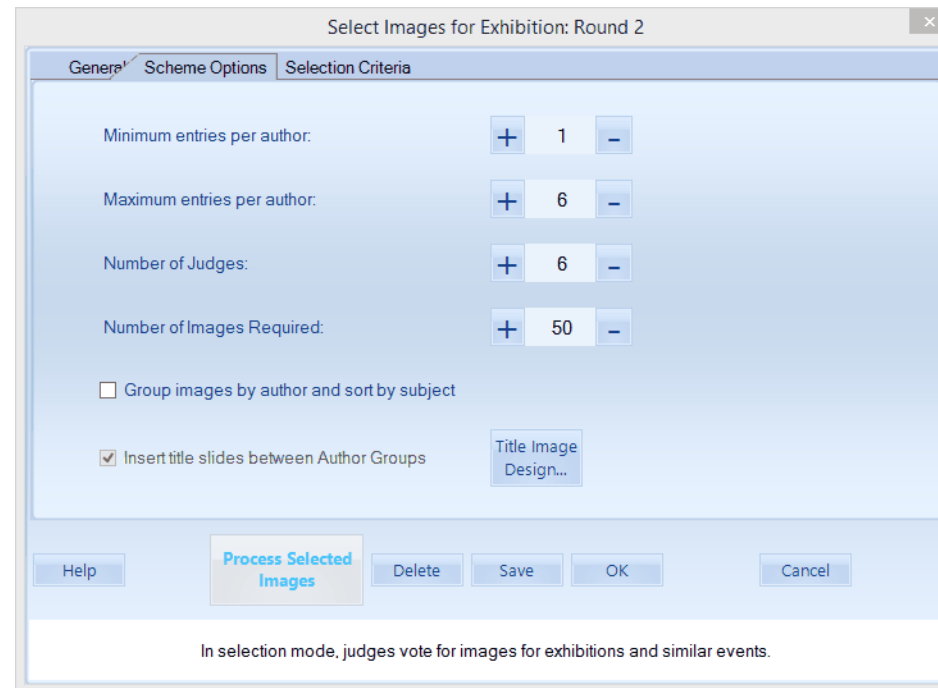 Select Images for Exhibition: Round 2
General Scheme Options Selection Criteria
Minimum entries per author: + 1 -
Maximum entries per author: + 6 -
Number of Judges: + 6 -
Number of Images Required: + 50 -
Group images by author and sort by subject
Insert title slides between Author Groups
Title Image
Design...
Help
Process Selected
Images
Delete Save OK Cancel
In selection mode, judges vote for images for exhibitions and similar events.